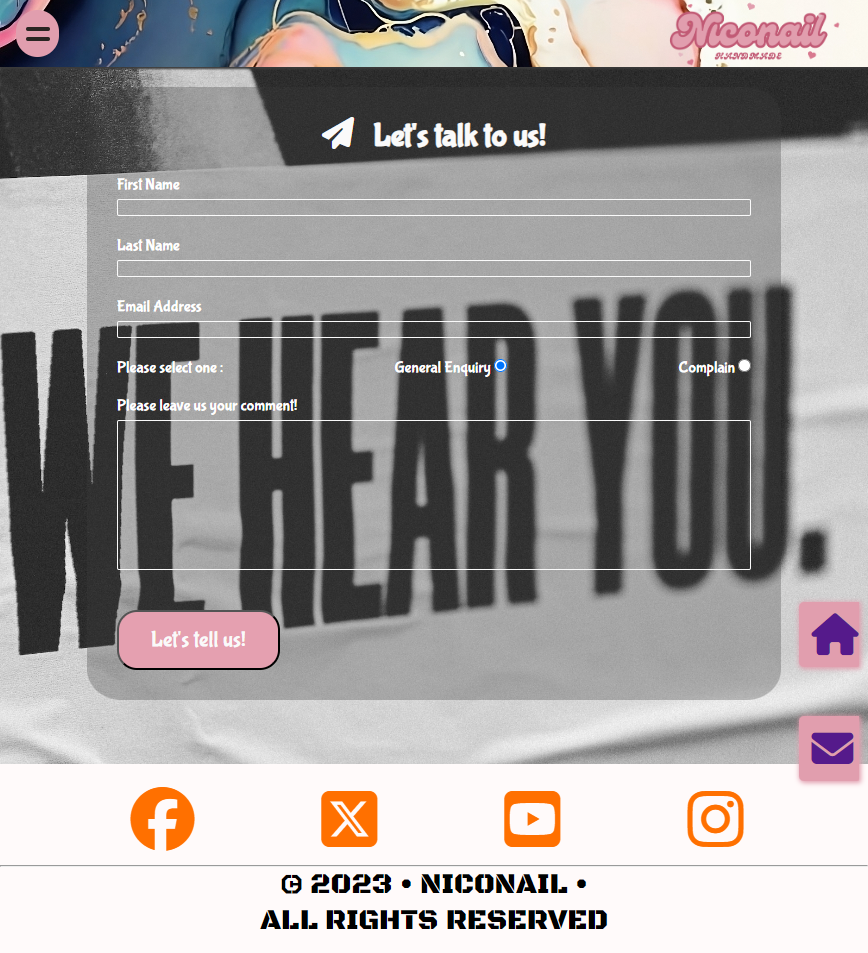 Niconail
HANDMADE
Let's talk to us!
First Name
Last Name
Email Address
Please select one :
General Enquiry
Complain
Please leave us your comment!
WE HEAR YOU.
Let's tell us!
© 2023 • NICONAIL •
ALL RIGHTS RESERVED